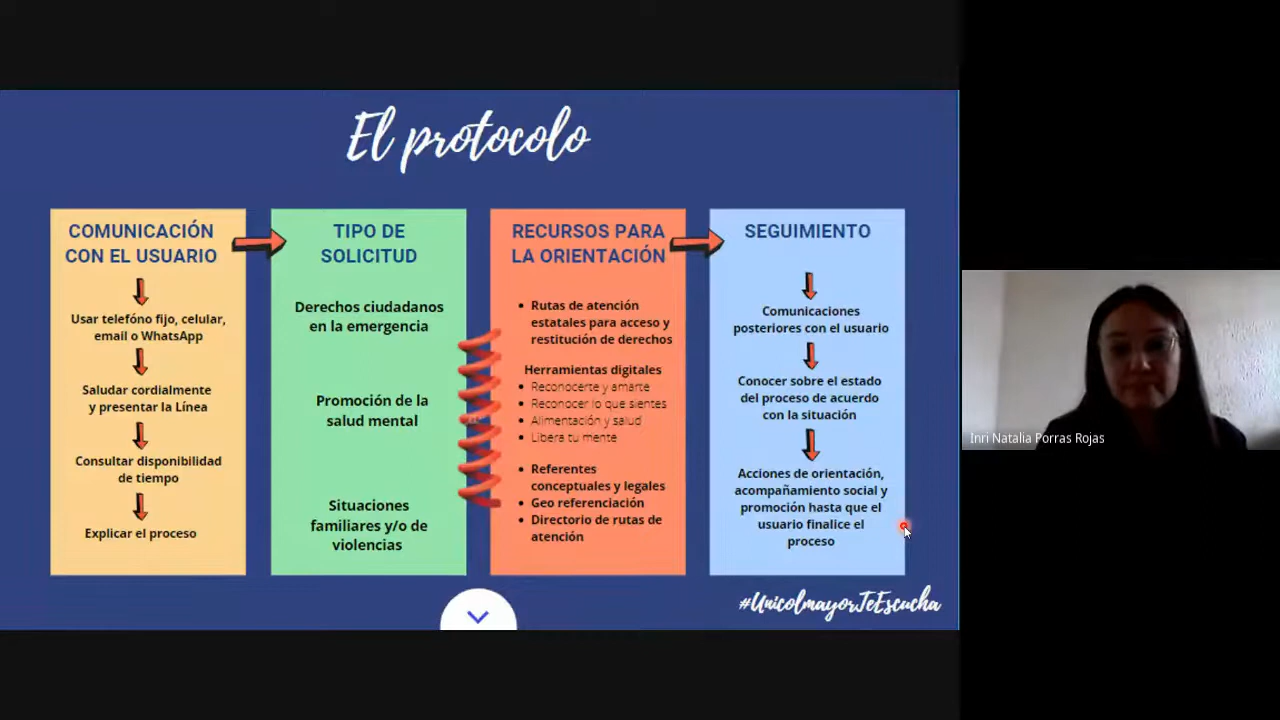 El protocolo
COMUNICACIÓN
CON EL USUARIO
Usar telefóno fijo, celular,
email o WhatsApp
Saludar cordialmente
y presentar la Línea
Consultar disponibilidad
de tiempo
Explicar el proceso
TIPO DE
SOLICITUD
Derechos ciudadanos
en la emergencia
Promoción de la
salud mental
Situaciones
familiares y/o de
violencias
RECURSOS PARA
LA ORIENTACIÓN
• Rutas de atención
estatales para acceso y
restitución de derechos
Herramientas digitales
• Reconocerte y amarte
• Reconocer lo que sientes
• Alimentación y salud
• Libera tu mente
• Referentes
conceptuales y legales
• Geo referenciación
• Directorio de rutas de
atención
SEGUIMIENTO
Comunicaciones
posteriores con el usuario
Conocer sobre el estado
del proceso de acuerdo
con la situación
Acciones de orientación,
acompañamiento social y
promoción hasta que el
usuario finalice el
proceso
#UnicolmayorTeEscucha
Inri Natalia Porras Rojas